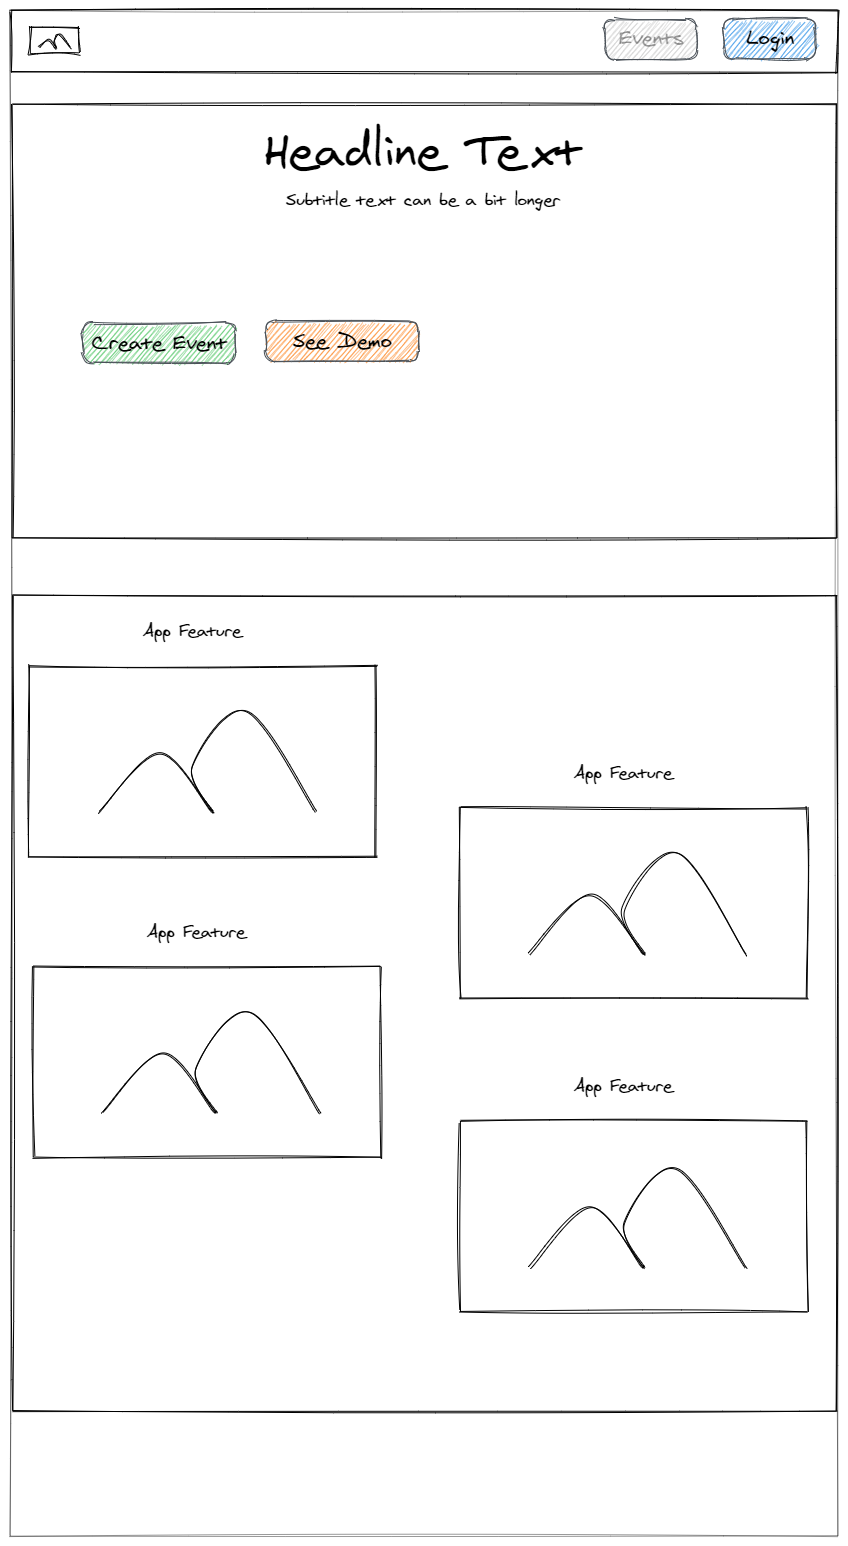 Events
Login
Headline Text
Subtitle text can be a bit longer
Create Event
See Demo
App Feature
App Feature
App Feature
App Feature